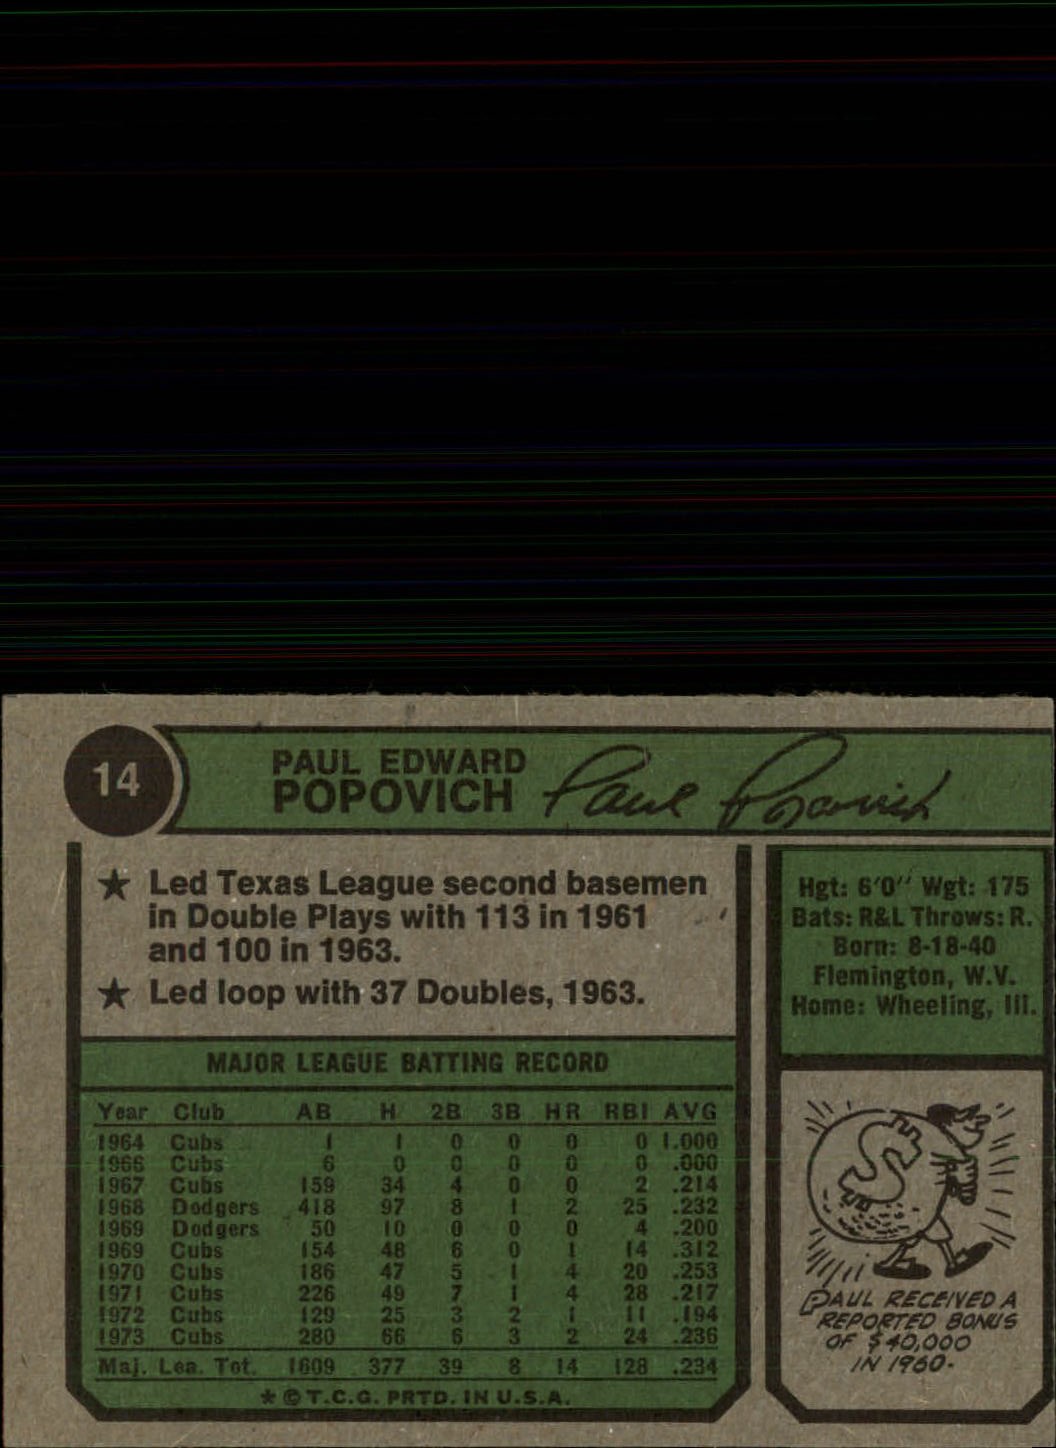 14
PAUL EDWARD
POPOVICH
Paul Popovich
★ Led Texas League second basemen
in Double Plays with 113 in 1961
and 100 in 1963.
★ Led loop with 37 Doubles, 1963.
Hgt: 6'0" Wgt: 175
Bats: R&L Throws: R.
Born: 8-18-40
Flemington, W.V.
Home: Wheeling, Ill.
MAJOR LEAGUE BATTING RECORD
Year Club AB H 2B 3B HR RBI AVG
1964 Cubs 1 1 0 0 0 0 1.000
1966 Cubs 6 0 0 0 0 0 .000
1967 Cubs 159 34 4 0 0 2 .214
1968 Dodgers 418 97 8 1 2 25 .232
1969 Dodgers 50 10 0 0 0 4 .200
1969 Cubs 154 48 6 0 1 14 .312
1970 Cubs 186 47 5 1 4 20 .253
1971 Cubs 226 49 7 1 4 28 .217
1972 Cubs 129 25 3 2 1 11 .194
1973 Cubs 280 66 6 3 2 24 .236
Maj. Lea. Tot. 1609 377 39 8 14 128 .234
* © T.C.G. PRTD. IN U.S.A.
$
PAUL RECEIVED A
REPORTED BONUS
OF $40,000
IN 1960.